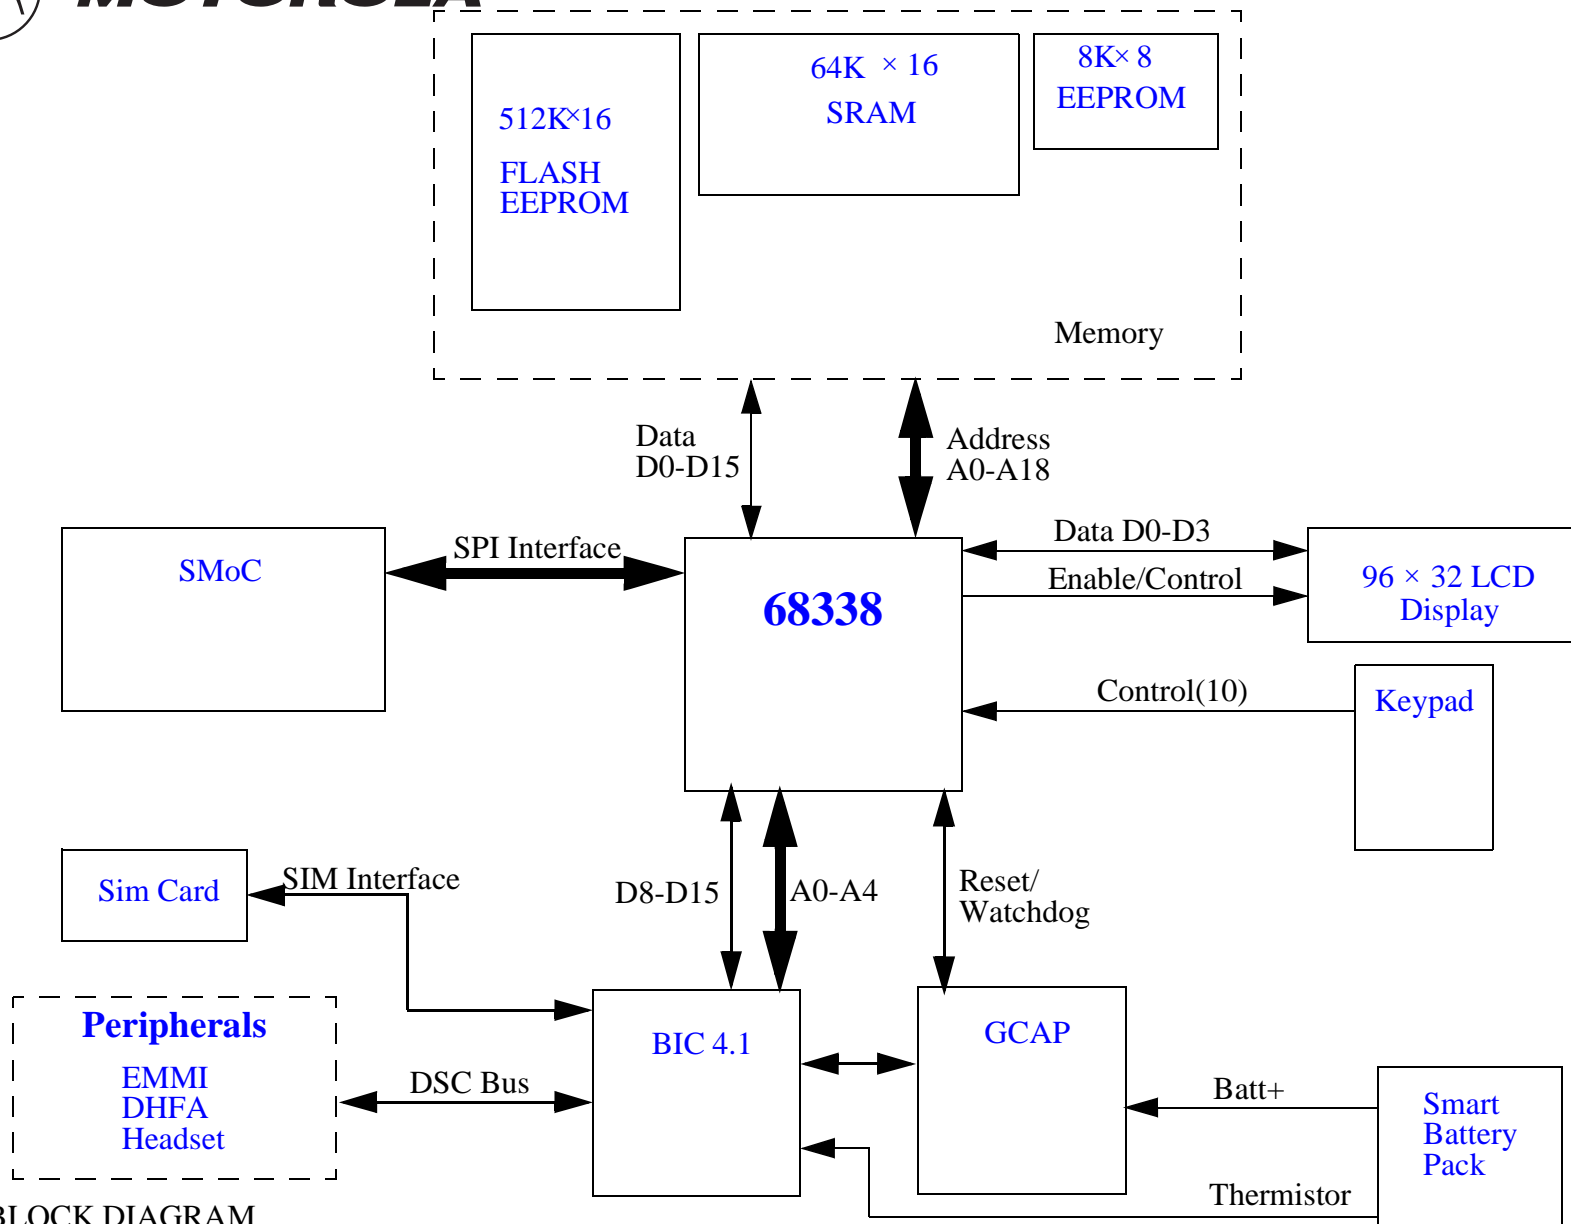 MOTOROLA
512K×16
FLASH
EEPROM
64K × 16
SRAM
8K× 8
EEPROM
Memory
Data
D0-D15
Address
A0-A18
SMoC
SPI Interface
68338
Data D0-D3
Enable/Control
96 × 32 LCD
Display
Control(10)
Keypad
Sim Card
SIM Interface
D8-D15
A0-A4
Reset/
Watchdog
Peripherals
EMMI
DHFA
Headset
DSC Bus
BIC 4.1
GCAP
Batt+
Smart
Battery
Pack
Thermistor
BLOCK DIAGRAM